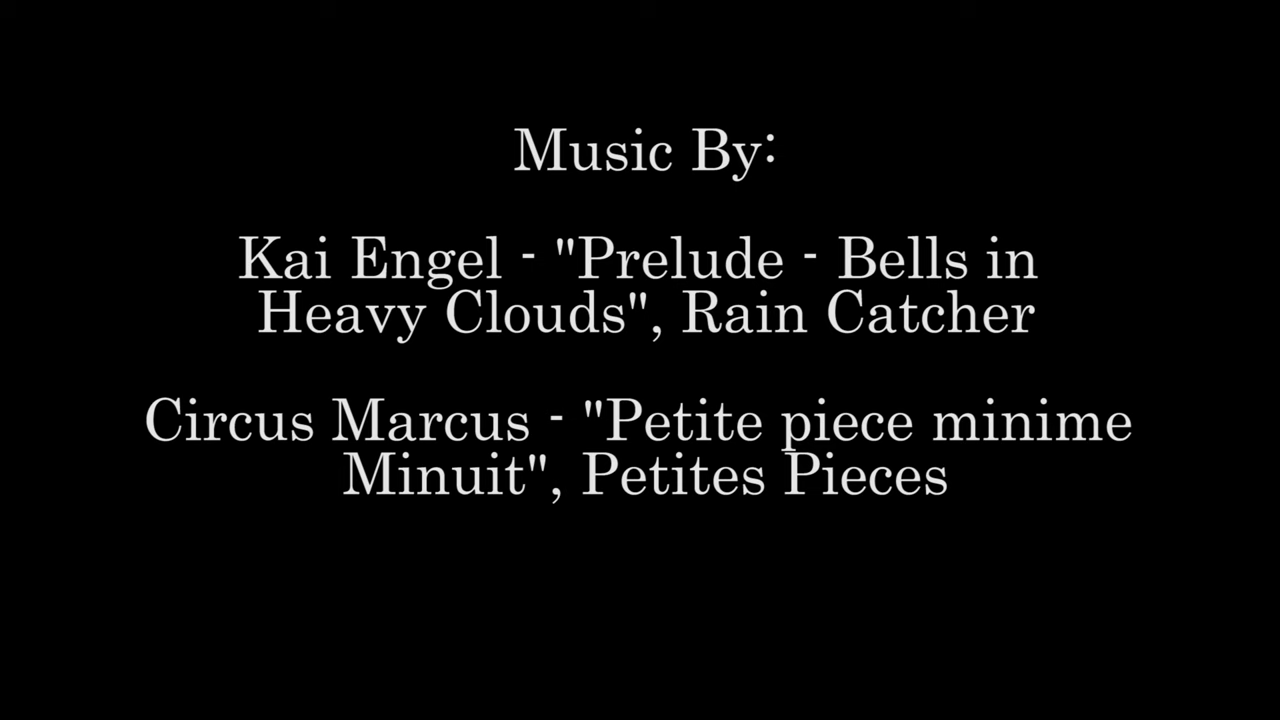 Music By:
Kai Engel - "Prelude - Bells in
Heavy Clouds", Rain Catcher
Circus Marcus - "Petite piece minime
Minuit", Petites Pieces